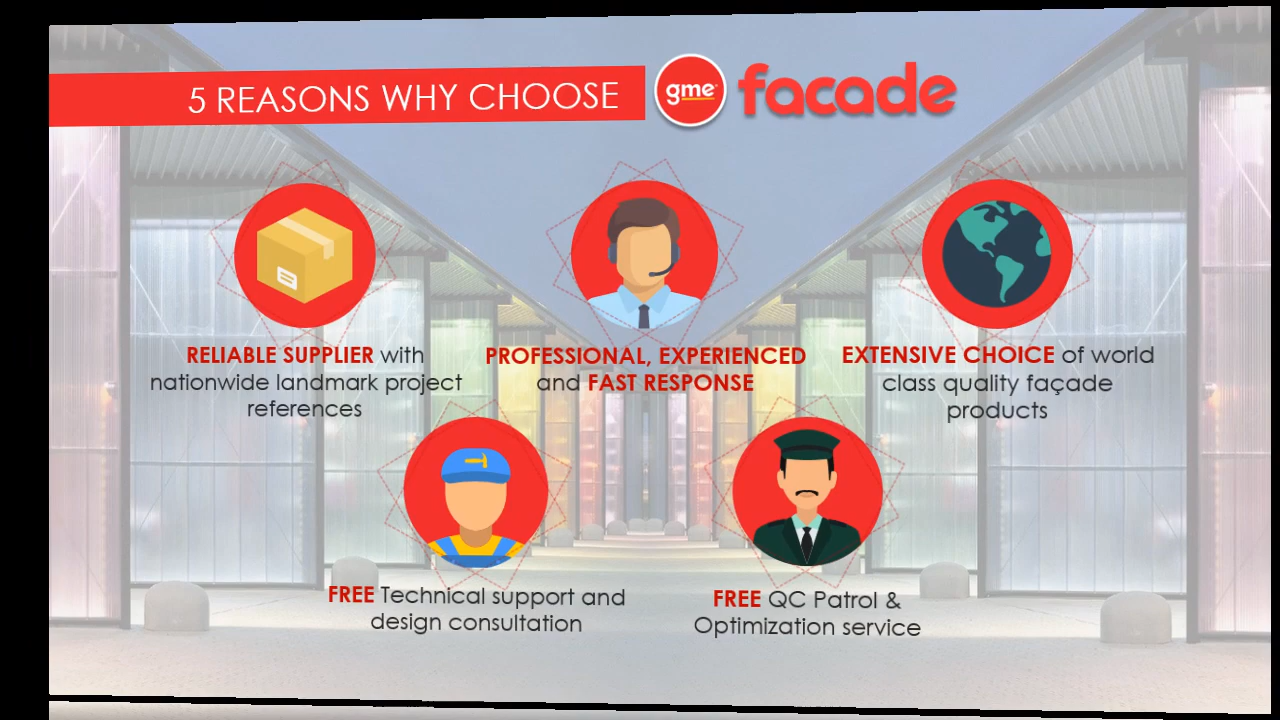 5 REASONS WHY CHOOSE gme facade
RELIABLE SUPPLIER with
nationwide landmark project
references
PROFESSIONAL, EXPERIENCED
and FAST RESPONSE
EXTENSIVE CHOICE of world
class quality façade
products
FREE Technical support and
design consultation
FREE QC Patrol &
Optimization service